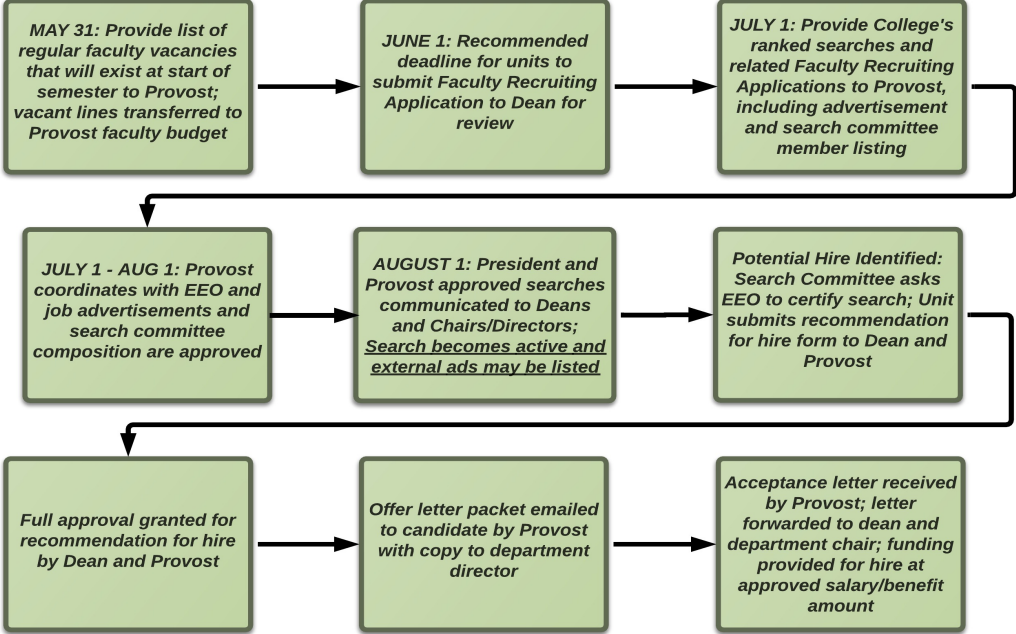 MAY 31: Provide list of
regular faculty vacancies
that will exist at start of
semester to Provost;
vacant lines transferred to
Provost faculty budget
JUNE 1: Recommended
deadline for units to
submit Faculty Recruiting
Application to Dean for
review
JULY 1: Provide College's
ranked searches and
related Faculty Recruiting
Applications to Provost,
including advertisement
and search committee
member listing
JULY 1 - AUG 1: Provost
coordinates with EEO and
job advertisements and
search committee
composition are approved
AUGUST 1: President and
Provost approved searches
communicated to Deans
and Chairs/Directors;
Search becomes active and
external ads may be listed
Potential Hire Identified:
Search Committee asks
EEO to certify search; Unit
submits recommendation
for hire form to Dean and
Provost
Full approval granted for
recommendation for hire
by Dean and Provost
Offer letter packet emailed
to candidate by Provost
with copy to department
director
Acceptance letter received
by Provost; letter
forwarded to dean and
department chair; funding
provided for hire at
approved salary/benefit
amount